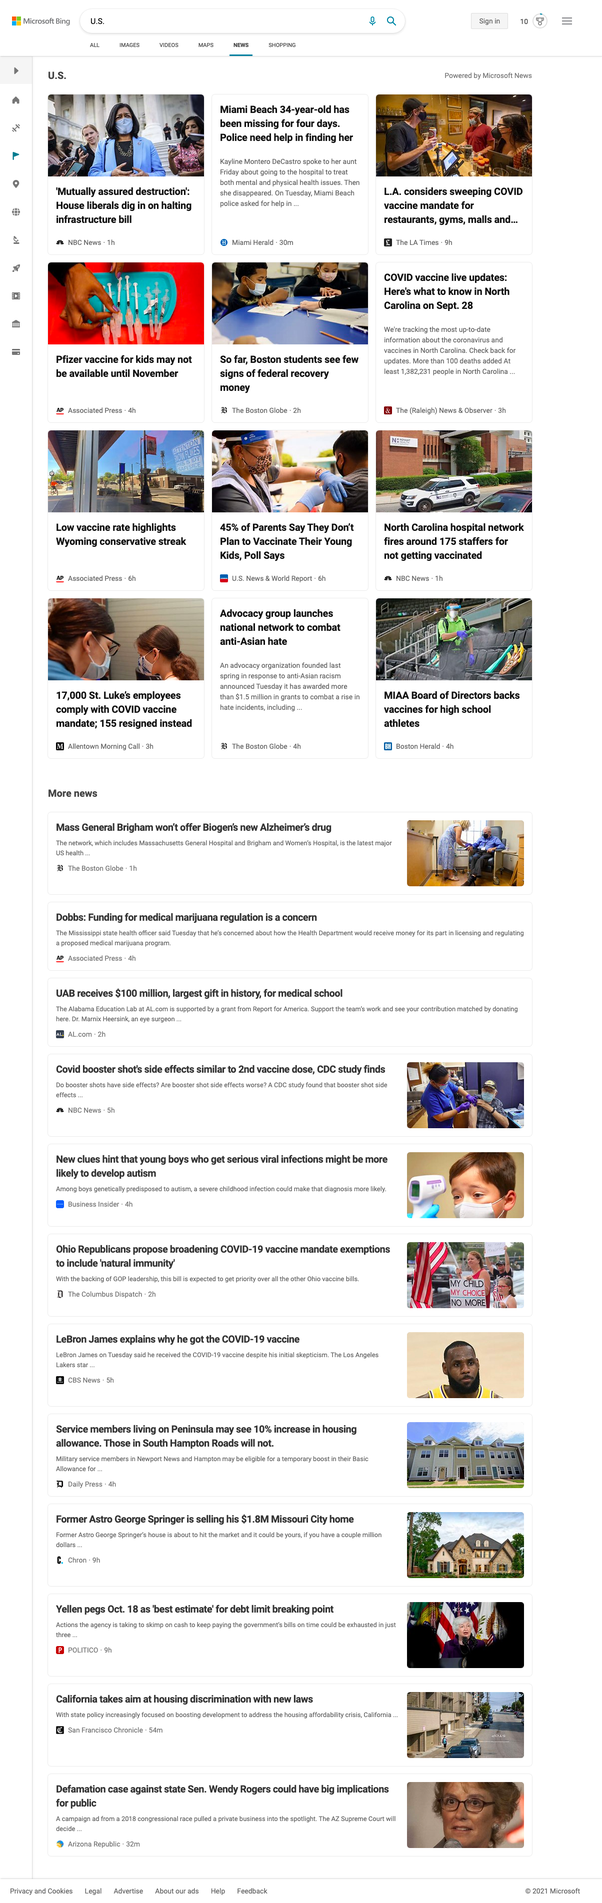 Microsoft Bing
U.S.
Sign in
10
ALL
IMAGES
VIDEOS
MAPS
NEWS
SHOPPING
U.S.
Powered by Microsoft News
'Mutually assured destruction':
House liberals dig in on halting
infrastructure bill
NBC News · 1h
Miami Beach 34-year-old has
been missing for four days.
Police need help in finding her
Kayline Montero DeCastro spoke to her aunt
Friday about going to the hospital to treat
both mental and physical health issues. Then
she disappeared. On Tuesday, Miami Beach
police asked for help in ...
Miami Herald · 30m
L.A. considers sweeping COVID
vaccine mandate for
restaurants, gyms, malls and...
The LA Times · 9h
Pfizer vaccine for kids may not
be available until November
AP
Associated Press · 4h
So far, Boston students see few
signs of federal recovery
money
The Boston Globe · 2h
COVID vaccine live updates:
Here's what to know in North
Carolina on Sept. 28
We're tracking the most up-to-date
information about the coronavirus and
vaccines in North Carolina. Check back for
updates. More than 100 deaths added At
least 1,382,231 people in North Carolina ...
The (Raleigh) News & Observer · 3h
Low vaccine rate highlights
Wyoming conservative streak
AP
Associated Press · 6h
45% of Parents Say They Don't
Plan to Vaccinate Their Young
Kids, Poll Says
U.S. News & World Report · 6h
North Carolina hospital network
fires around 175 staffers for
not getting vaccinated
NBC News · 1h
17,000 St. Luke's employees
comply with COVID vaccine
mandate; 155 resigned instead
Allentown Morning Call · 3h
Advocacy group launches
national network to combat
anti-Asian hate
An advocacy organization founded last
spring in response to anti-Asian racism
announced Tuesday it has awarded more
than $1.5 million in grants to combat a rise in
hate incidents, including ...
The Boston Globe · 4h
MIAA Board of Directors backs
vaccines for high school
athletes
Boston Herald · 4h
More news
Mass General Brigham won't offer Biogen's new Alzheimer's drug
The network, which includes Massachusetts General Hospital and Brigham and Women's Hospital, is the latest major
US health ...
The Boston Globe · 1h
Dobbs: Funding for medical marijuana regulation is a concern
The Mississippi state health officer said Tuesday that he's concerned about how the Health Department would receive money for its part in licensing and regulating
a proposed medical marijuana program.
AP
Associated Press · 4h
UAB receives $100 million, largest gift in history, for medical school
The Alabama Education Lab at AL.com is supported by a grant from Report for America. Support the team's work and see your contribution matched by donating
here. Dr. Marnix Heersink, an eye surgeon ...
AL.com · 2h
Covid booster shot's side effects similar to 2nd vaccine dose, CDC study finds
Do booster shots have side effects? Are booster shot side effects worse? A CDC study found that booster shot side
effects ...
NBC News · 5h
New clues hint that young boys who get serious viral infections might be more
likely to develop autism
Among boys genetically predisposed to autism, a severe childhood infection could make that diagnosis more likely.
Business Insider · 4h
Ohio Republicans propose broadening COVID-19 vaccine mandate exemptions
to include 'natural immunity'
With the backing of GOP leadership, this bill is expected to get priority over all the other Ohio vaccine bills.
The Columbus Dispatch · 2h
MY CHILD
MY CHOICE
NO MORE
LeBron James explains why he got the COVID-19 vaccine
LeBron James on Tuesday said he received the COVID-19 vaccine despite his initial skepticism. The Los Angeles
Lakers star ...
CBS News · 5h
Service members living on Peninsula may see 10% increase in housing
allowance. Those in South Hampton Roads will not.
Military service members in Newport News and Hampton may be eligible for a temporary boost in their Basic
Allowance for ...
Daily Press · 4h
Former Astro George Springer is selling his $1.8M Missouri City home
Former Astro George Springer's house is about to hit the market and it could be yours, if you have a couple million
dollars ...
Chron · 9h
Yellen pegs Oct. 18 as 'best estimate' for debt limit breaking point
Actions the agency is taking to skimp on cash to keep paying the government's bills on time could be exhausted in just
three ...
POLITICO · 9h
California takes aim at housing discrimination with new laws
With state policy increasingly focused on boosting development to address the housing affordability crisis, California ...
San Francisco Chronicle · 54m
Defamation case against state Sen. Wendy Rogers could have big implications
for public
A campaign ad from a 2018 congressional race pulled a private business into the spotlight. The AZ Supreme Court will
decide ...
Arizona Republic · 32m
Privacy and Cookies
Legal
Advertise
About our ads
Help
Feedback
© 2021 Microsoft